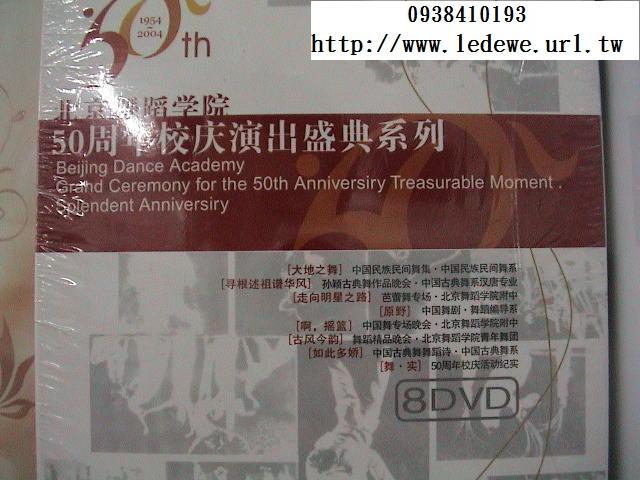 0938410193
http://www.ledewe.url.tw
50th
1954
2004
北京舞蹈学院
50周年校庆演出盛典系列
Beijing Dance Academy
Grand Ceremony for the 50th Anniversiry Treasurable Moment .
Splendent Anniversiry
[大地之舞] 中国民族民间舞集·中国民族民间舞系
[寻根述祖谱华风] 孙颖古典舞作品晚会·中国古典舞系汉唐专业
[走向明星之路] 芭蕾舞专场·北京舞蹈学院附中
[原野] 中国舞剧·舞蹈编导系
[啊，摇篮] 中国舞专场晚会·北京舞蹈学院附中
[古风今韵] 舞蹈精品晚会·北京舞蹈学院青年舞团
[如此多娇] 中国古典舞舞蹈诗·中国古典舞系
[舞·实] 50周年校庆活动纪实
8DVD